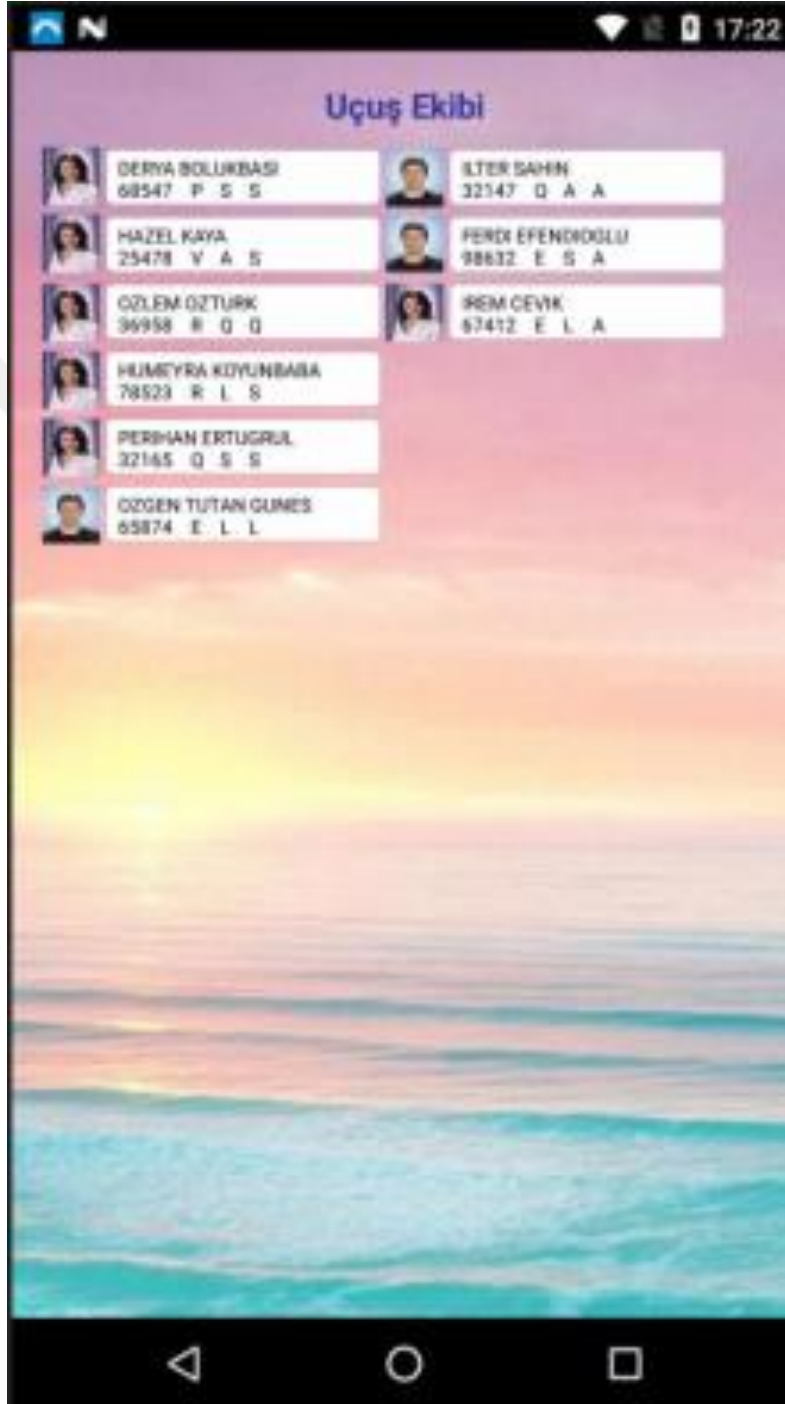 17:22
Uçuş Ekibi
DERYA BOLUKBASI
68547 P S S
HAZEL KAYA
25478 Y A S
OZLEM OZTURK
36958 R Q Q
HUMEYRA KOYUNBABA
78523 R L S
PERIHAN ERTUGRUL
32165 Q S S
OZGEN TUTAN GUNES
65874 E L L
ILTER SAHIN
32147 Q A A
FERDI EFENDIOGLU
98632 E S A
IREM CEVIK
67412 E L A